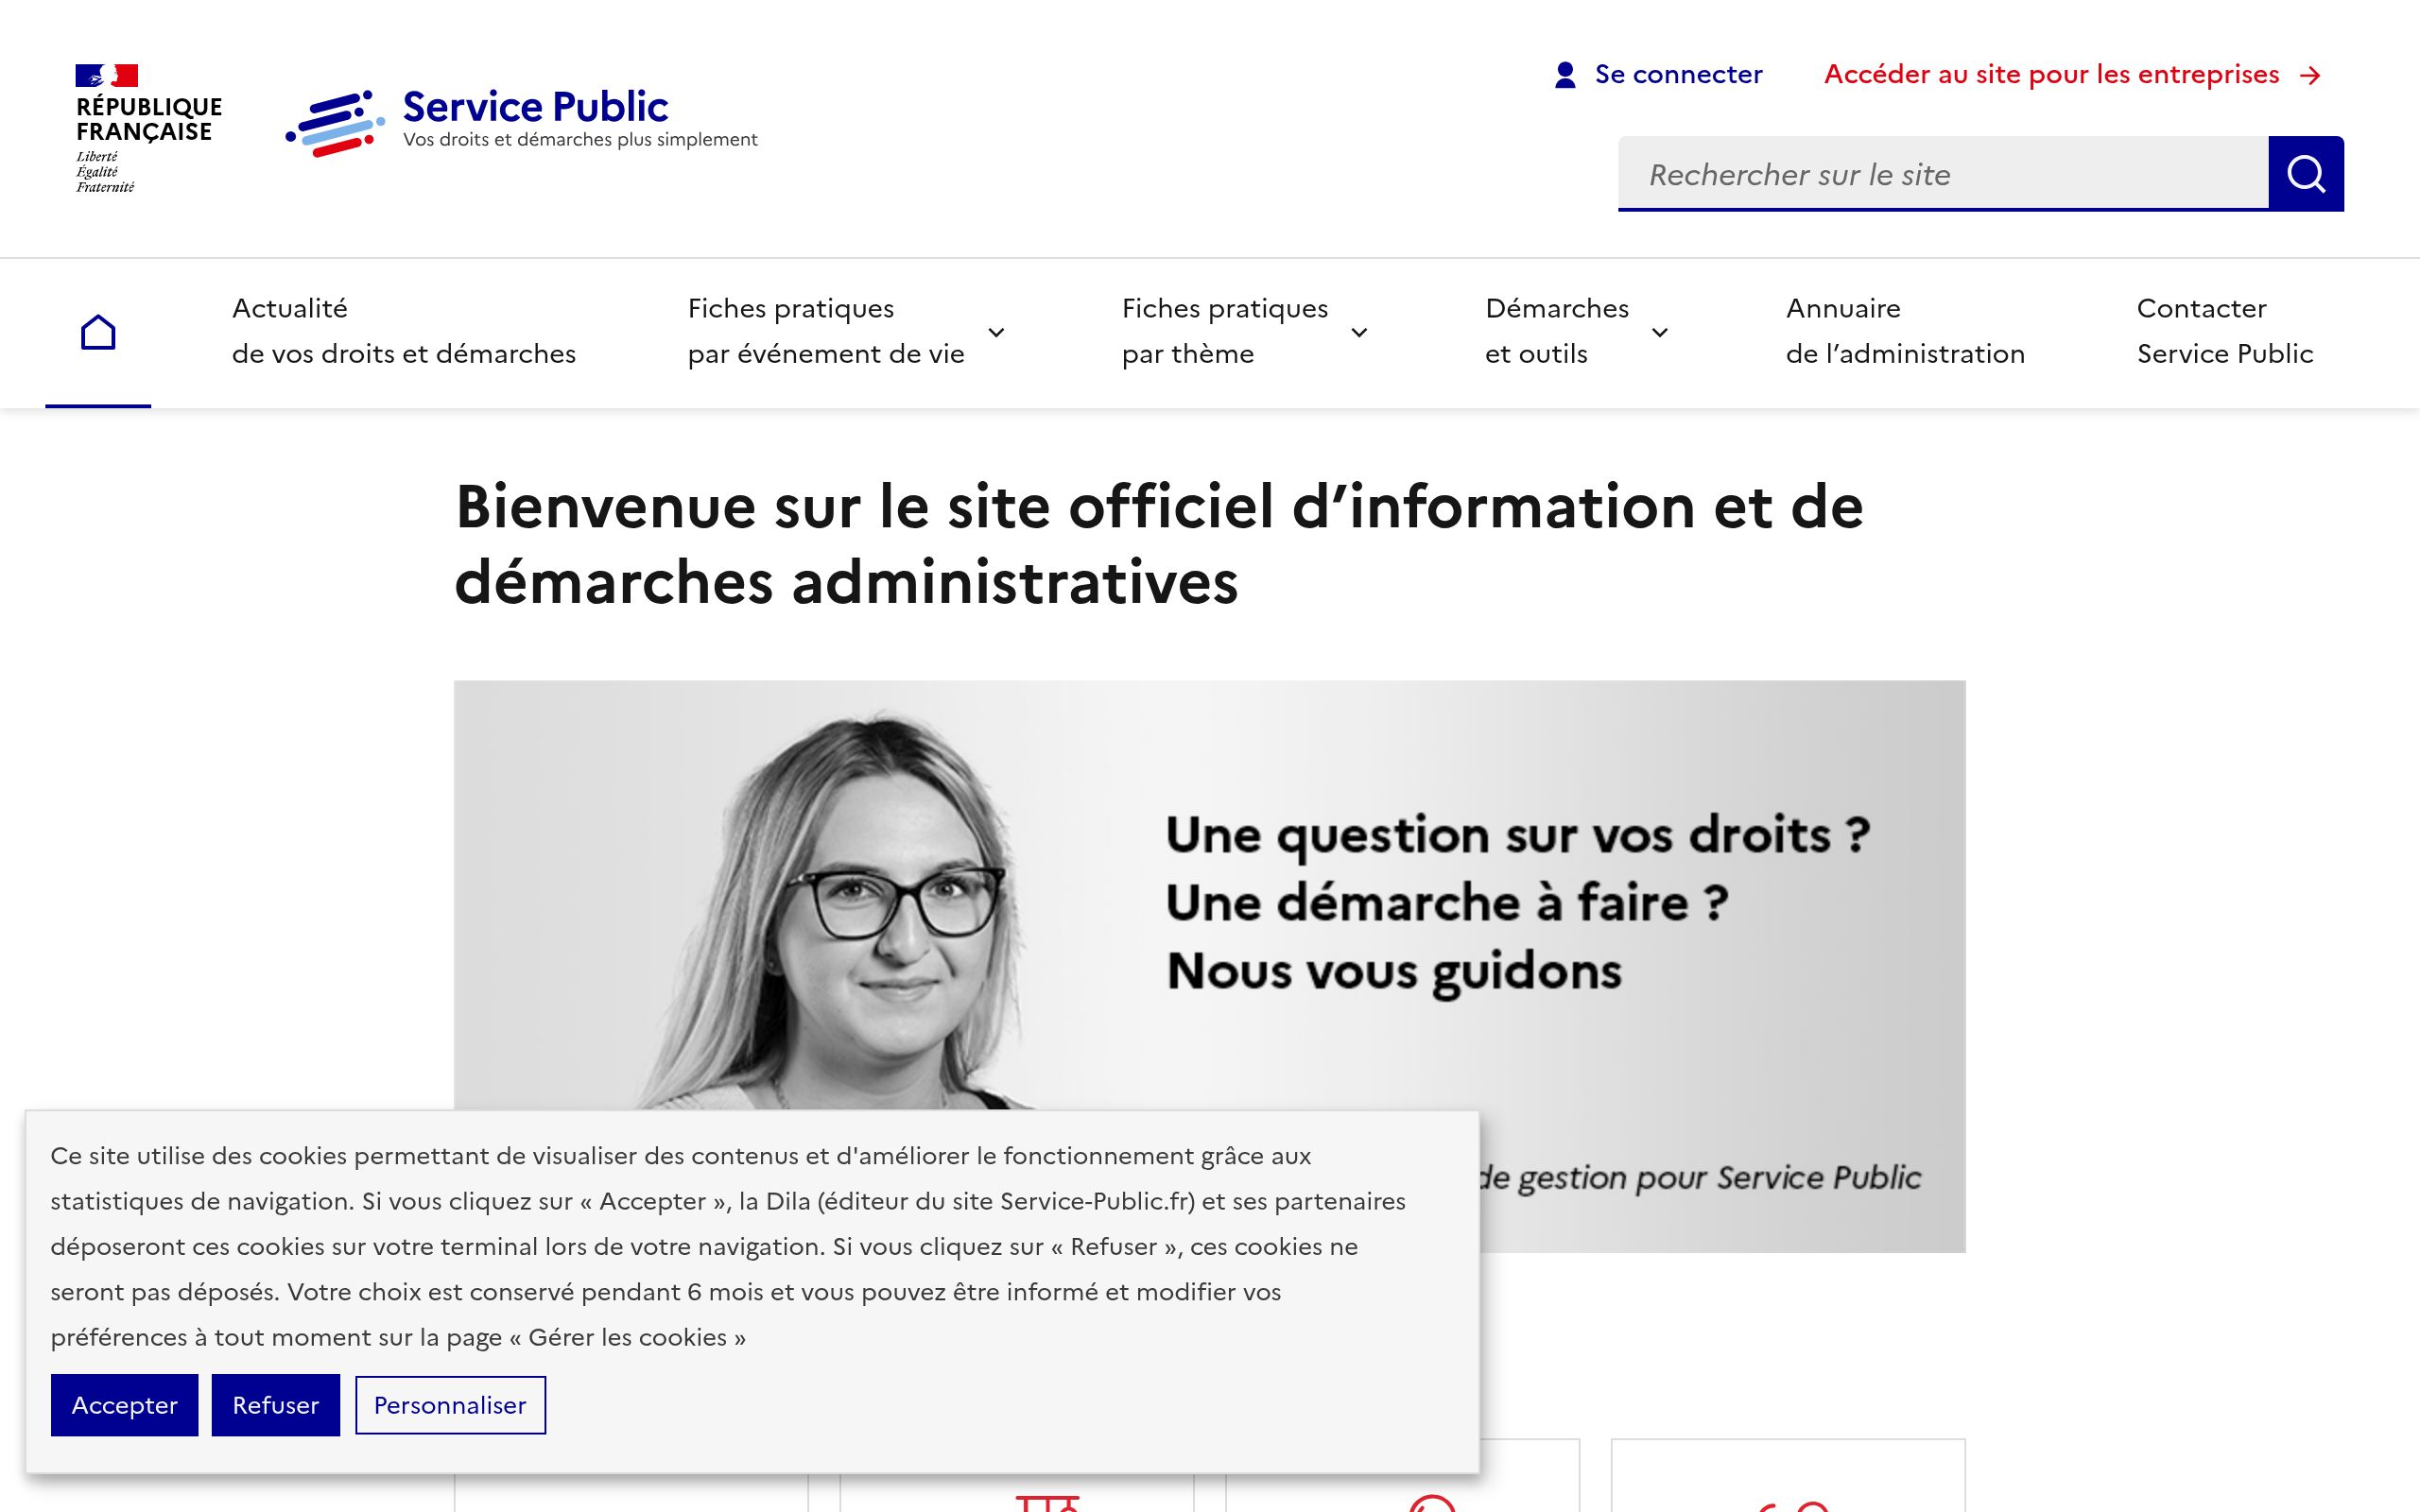 RÉPUBLIQUE
FRANÇAISE
Liberté
Égalité
Fraternité
Service Public
Vos droits et démarches plus simplement
Se connecter
Accéder au site pour les entreprises
Rechercher sur le site
Actualité
de vos droits et démarches
Fiches pratiques
par événement de vie
Fiches pratiques
par thème
Démarches
et outils
Annuaire
de l’administration
Contacter
Service Public
Bienvenue sur le site officiel d’information et de
démarches administratives
Une question sur vos droits ?
Une démarche à faire ?
Nous vous guidons
de gestion pour Service Public
Ce site utilise des cookies permettant de visualiser des contenus et d'améliorer le fonctionnement grâce aux
statistiques de navigation. Si vous cliquez sur « Accepter », la Dila (éditeur du site Service-Public.fr) et ses partenaires
déposeront ces cookies sur votre terminal lors de votre navigation. Si vous cliquez sur « Refuser », ces cookies ne
seront pas déposés. Votre choix est conservé pendant 6 mois et vous pouvez être informé et modifier vos
préférences à tout moment sur la page « Gérer les cookies »
Accepter
Refuser
Personnaliser